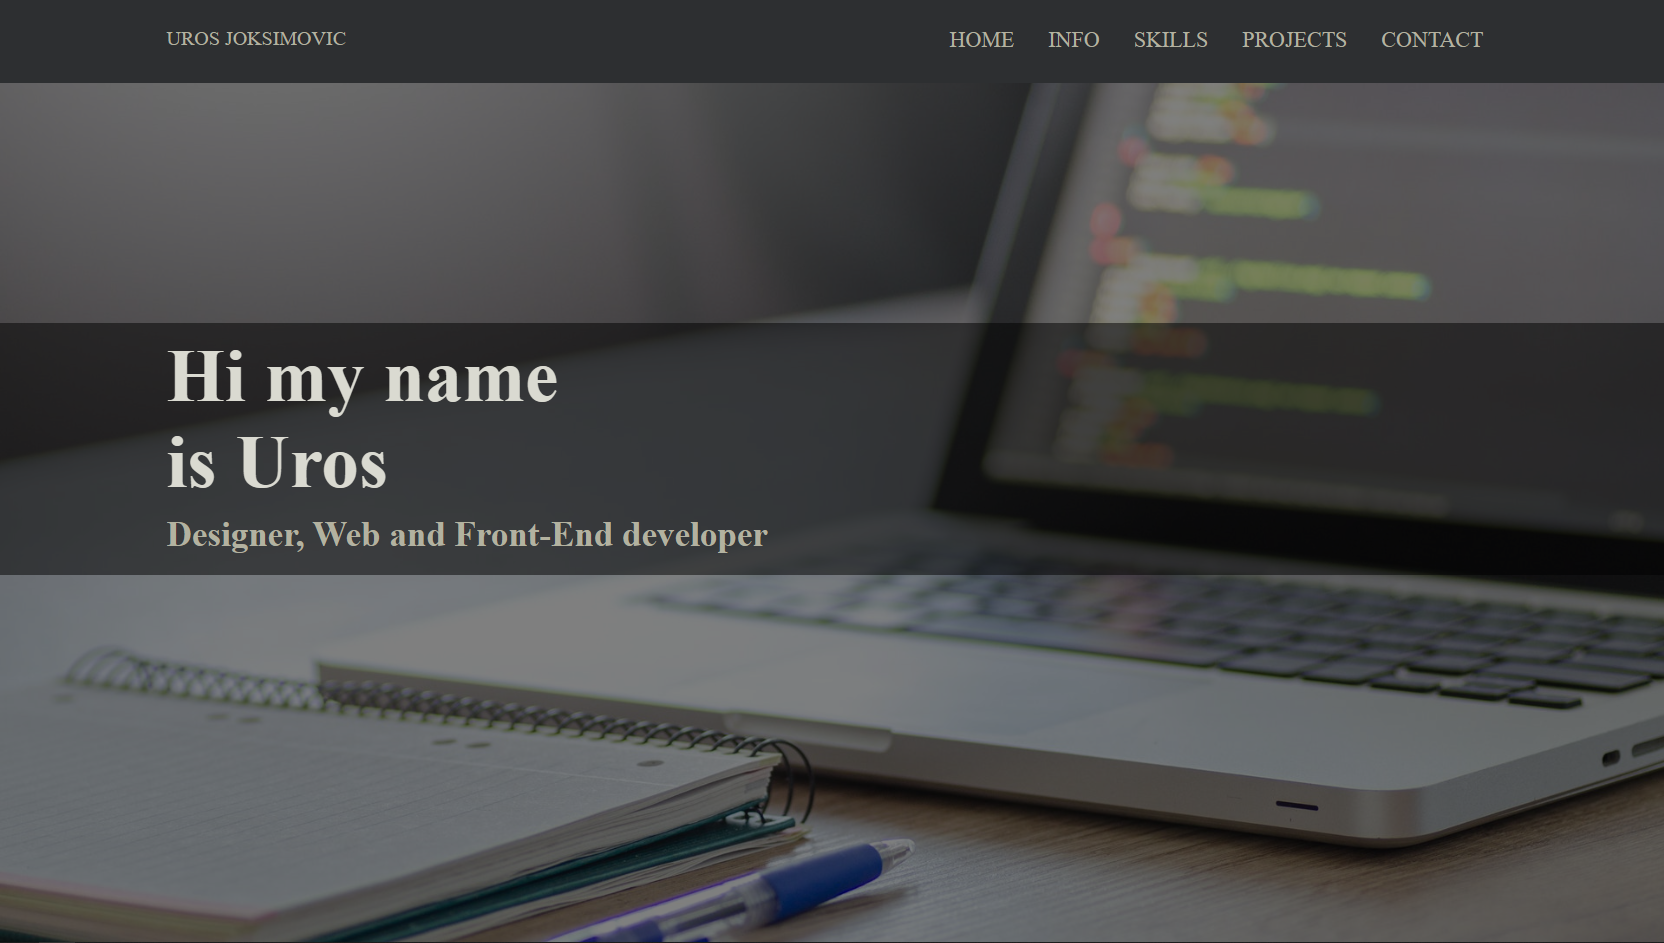 UROS JOKSIMOVIC
HOME INFO SKILLS PROJECTS CONTACT
Hi my name
is Uros
Designer, Web and Front-End developer